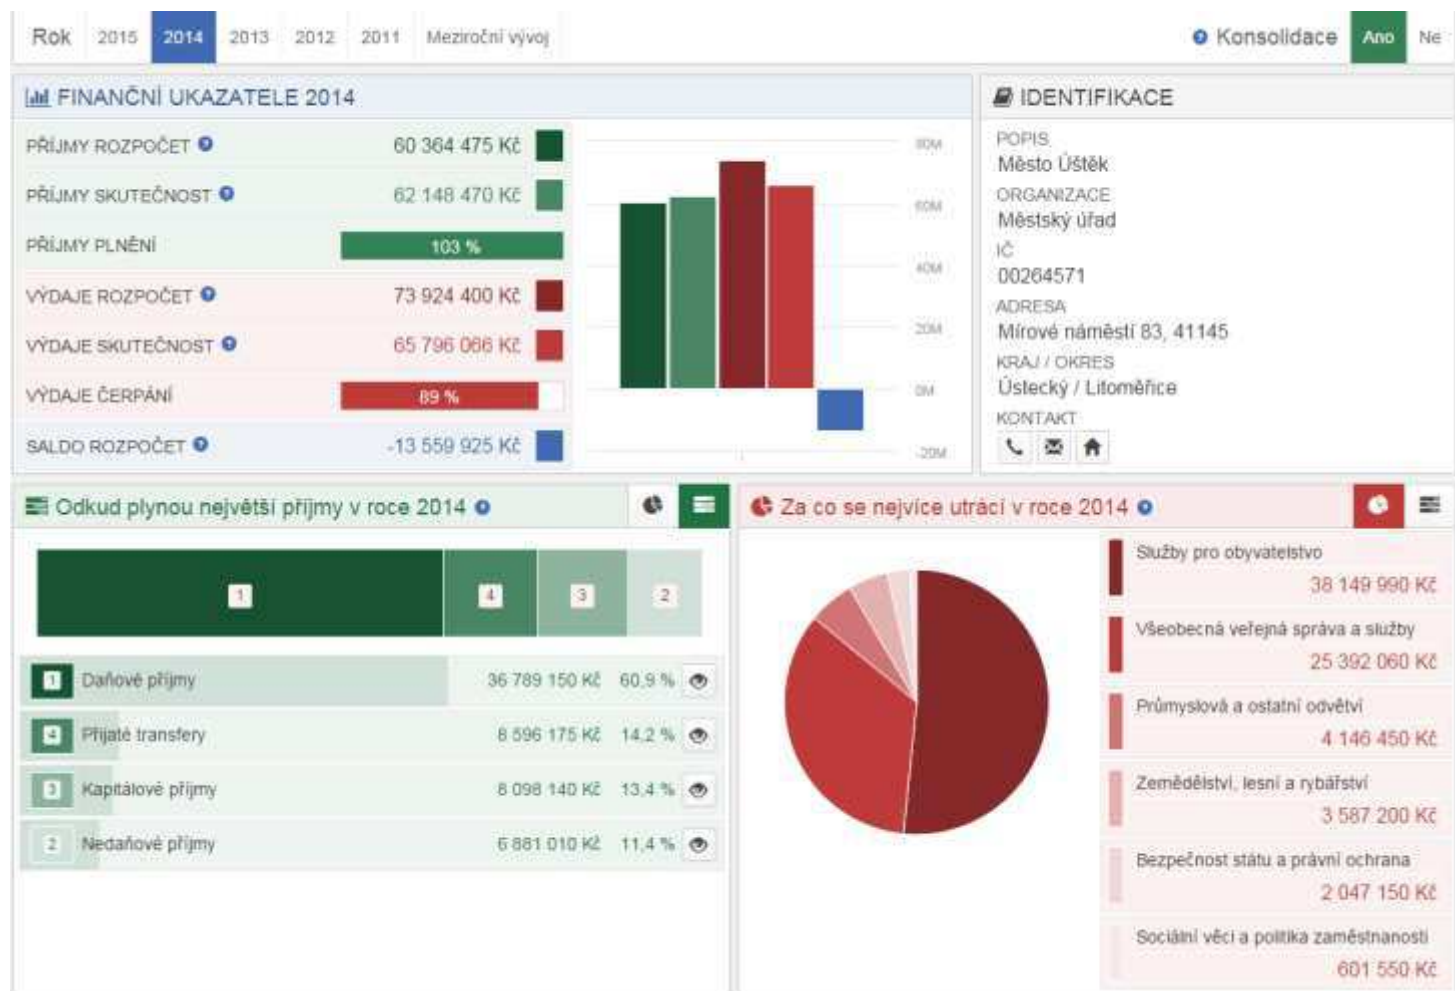 Rok 2015 2014 2013 2012 2011 Meziroční vývoj Konsolidace Ano Ne
FINANČNÍ UKAZATELE 2014
PŘÍJMY ROZPOČET 60 364 475 Kč
PŘÍJMY SKUTEČNOST 62 148 470 Kč
PŘÍJMY PLNĚNÍ 103 %
VÝDAJE ROZPOČET 73 924 400 Kč
VÝDAJE SKUTEČNOST 65 796 066 Kč
VÝDAJE ČERPÁNÍ 89 %
SALDO ROZPOČET -13 559 925 Kč
80M
60M
40M
20M
0M
-20M
IDENTIFIKACE
POPIS
Město Úštěk
ORGANIZACE
Městský úřad
IČ
00264571
ADRESA
Mírové náměstí 83, 41145
KRAJ / OKRES
Ústecký / Litoměřice
KONTAKT
Odkud plynou největší příjmy v roce 2014
1 4 3 2
1 Daňové příjmy 36 789 150 Kč 60,9 %
4 Přijaté transfery 8 596 175 Kč 14,2 %
3 Kapitálové příjmy 8 098 140 Kč 13,4 %
2 Nedaňové příjmy 6 881 010 Kč 11,4 %
Za co se nejvíce utrácí v roce 2014
Služby pro obyvatelstvo
38 149 990 Kč
Všeobecná veřejná správa a služby
25 392 060 Kč
Průmyslová a ostatní odvětví
4 146 450 Kč
Zemědělství, lesní a rybářství
3 587 200 Kč
Bezpečnost státu a právní ochrana
2 047 150 Kč
Sociální věci a politika zaměstnanosti
601 550 Kč